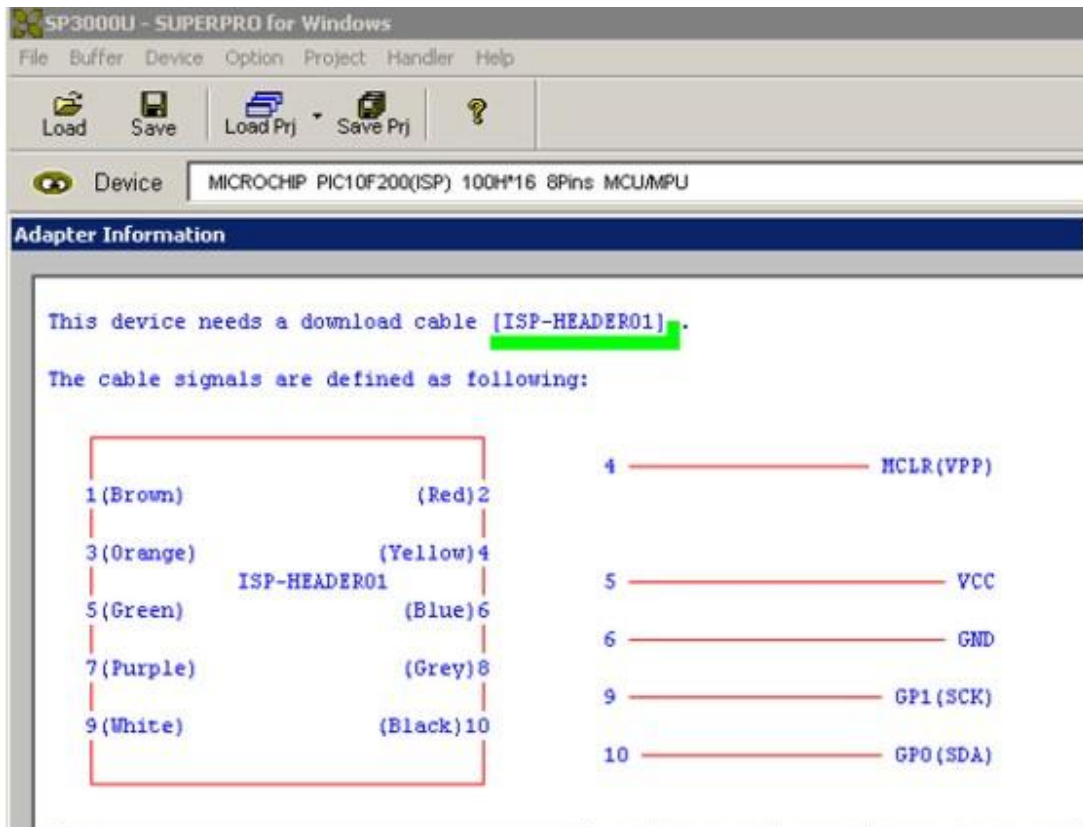 SP3000U - SUPERPRO for Windows
File Buffer Device Option Project Handler Help
Load Save Load Prj Save Prj
Device MICROCHIP PIC10F200(ISP) 100H*16 8Pins MCU/MPU
Adapter Information
This device needs a download cable [ISP-HEADER01] .
The cable signals are defined as following:
4 MCLR(VPP)
1(Brown) (Red)2
3(Orange) (Yellow)4
ISP-HEADER01
5 VCC
5(Green) (Blue)6
6 GND
7(Purple) (Grey)8
9 GP1(SCK)
9(White) (Black)10
10 GP0(SDA)